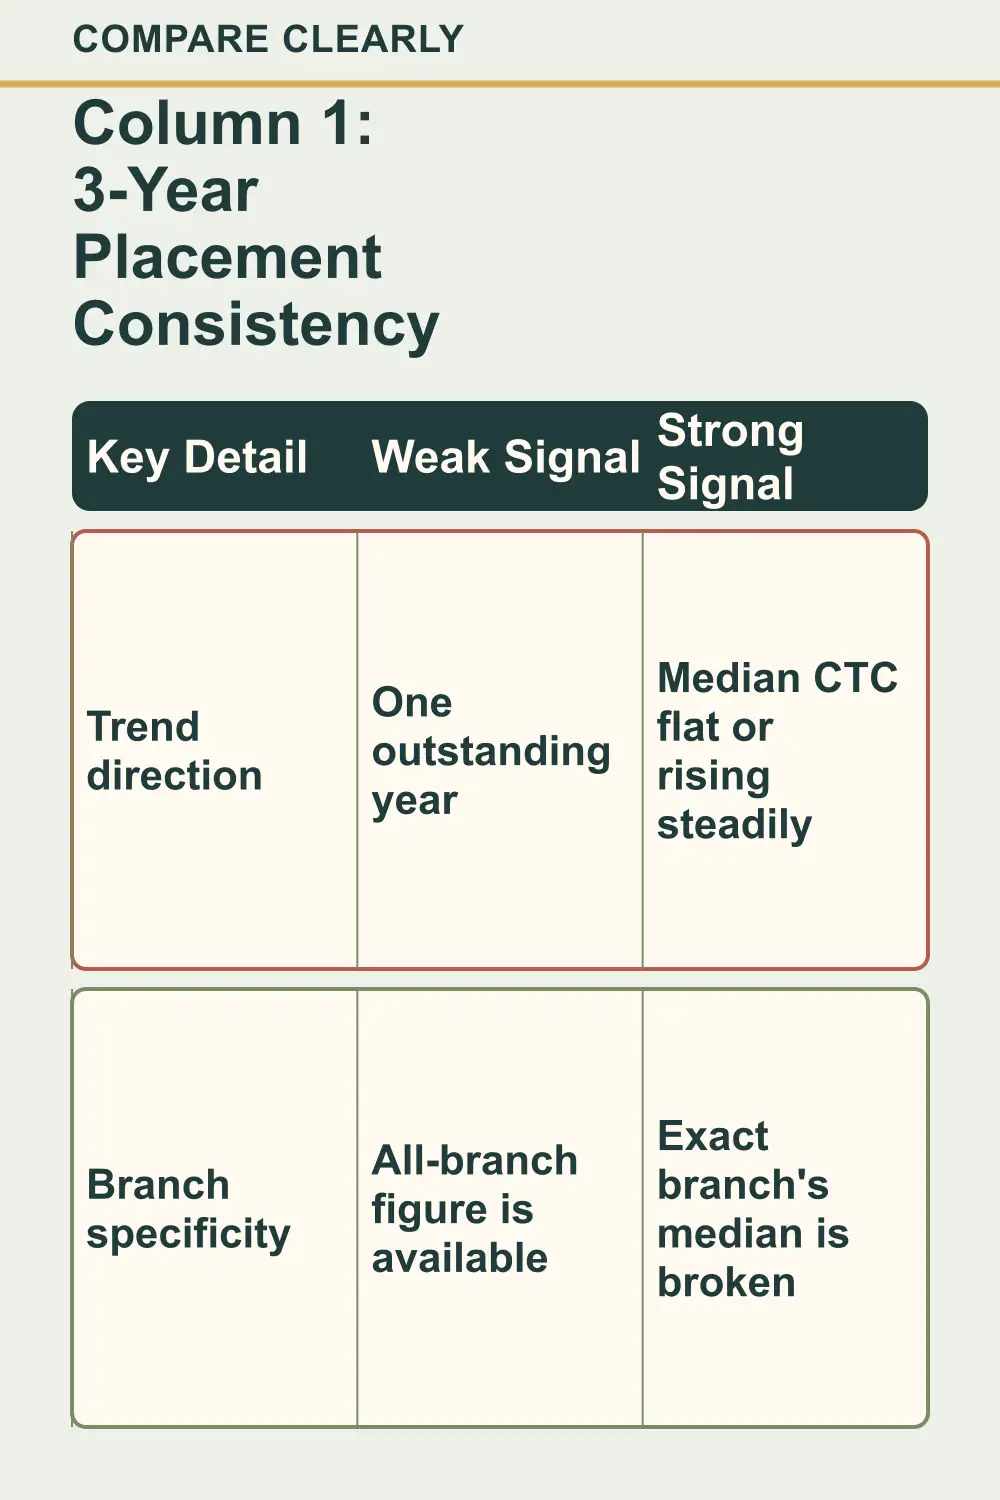 COMPARE CLEARLY
Column 1:
3-Year
Placement
Consistency
Key Detail
Weak Signal
Strong
Signal
Trend
direction
One
outstanding
year
Median CTC
flat or
rising
steadily
Branch
specificity
All-branch
figure is
available
Exact
branch's
median is
broken